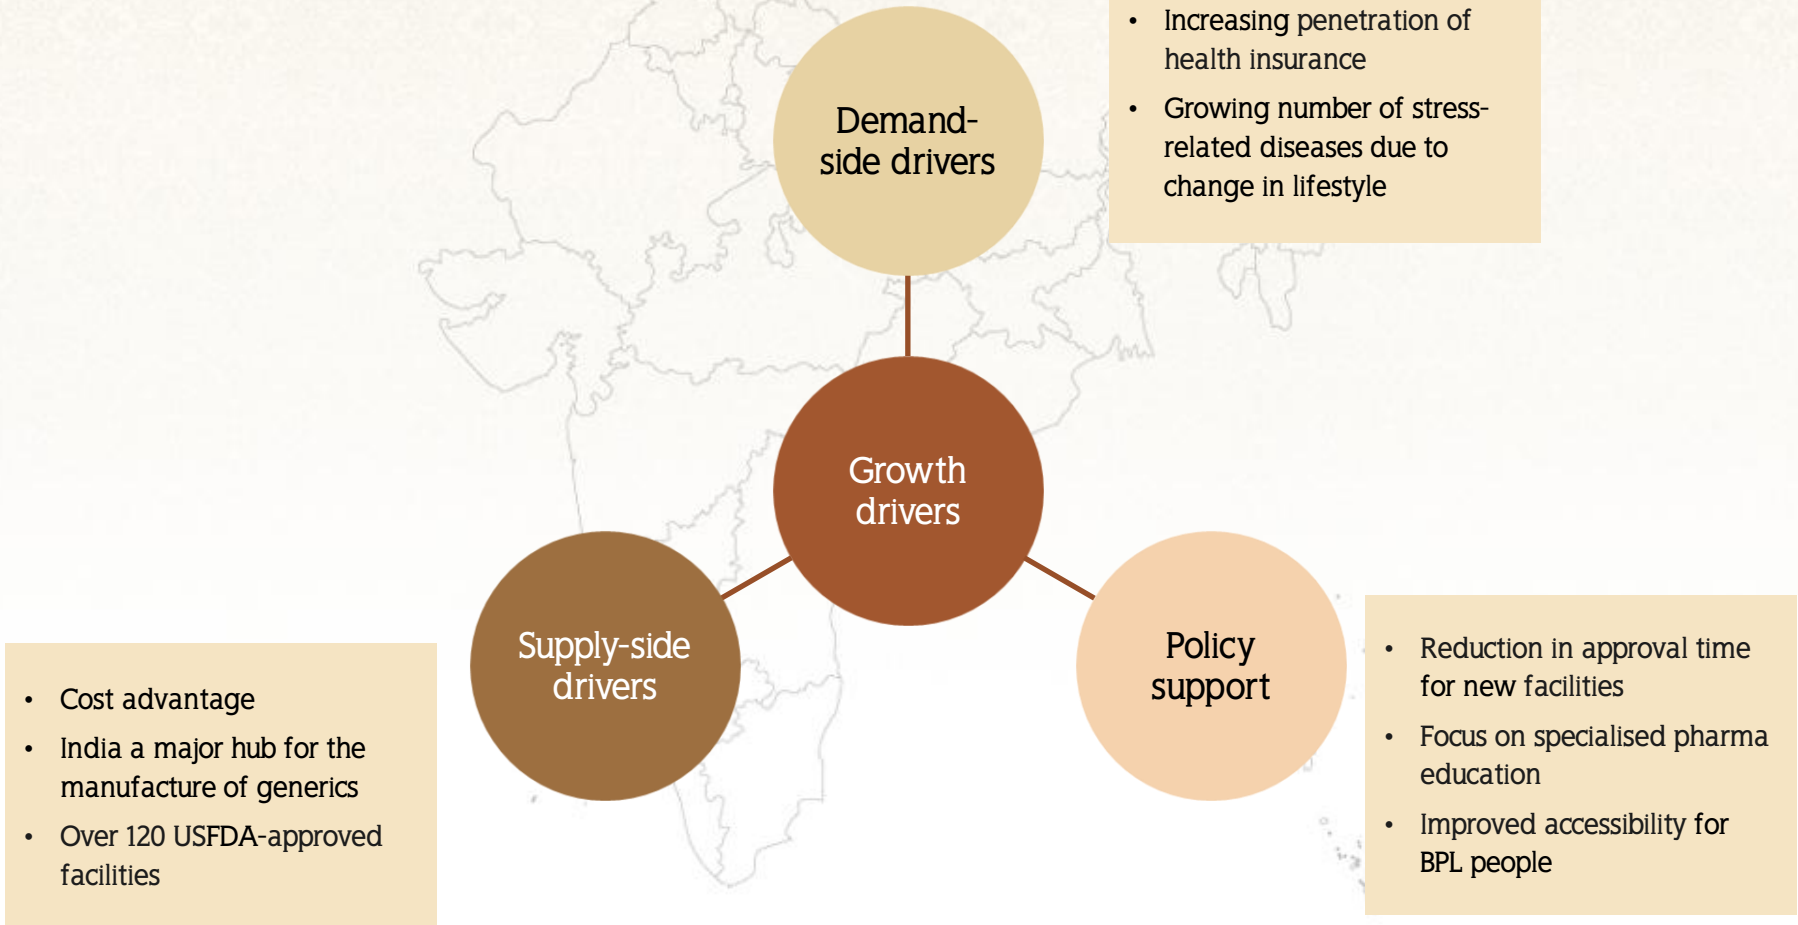 • Increasing penetration of
health insurance
• Growing number of stress-
related diseases due to
change in lifestyle
Demand-
side drivers
Growth
drivers
Supply-side
drivers
Policy
support
• Cost advantage
• India a major hub for the
manufacture of generics
• Over 120 USFDA-approved
facilities
• Reduction in approval time
for new facilities
• Focus on specialised pharma
education
• Improved accessibility for
BPL people